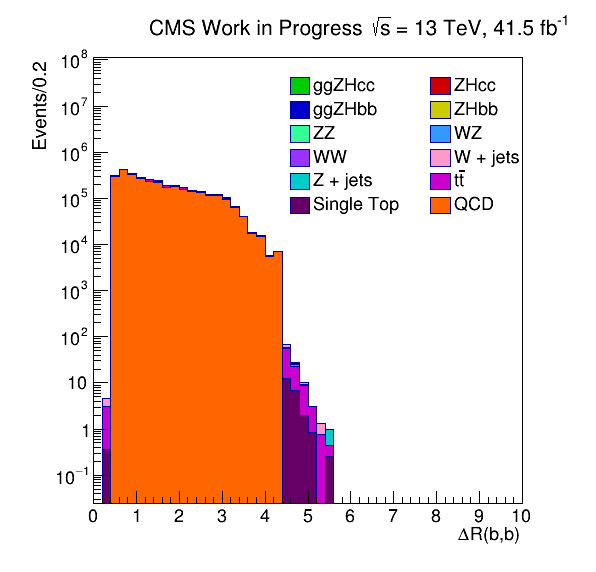 CMS Work in Progress √s = 13 TeV, 41.5 fb⁻¹
Events/0.2
10⁸
10⁷
10⁶
10⁵
10⁴
10³
10²
10
1
10⁻¹
ggZHcc ZHcc
ggZHbb ZHbb
ZZ WZ
WW W + jets
Z + jets tt̄
Single Top QCD
0 1 2 3 4 5 6 7 8 9 10
ΔR(b,b)